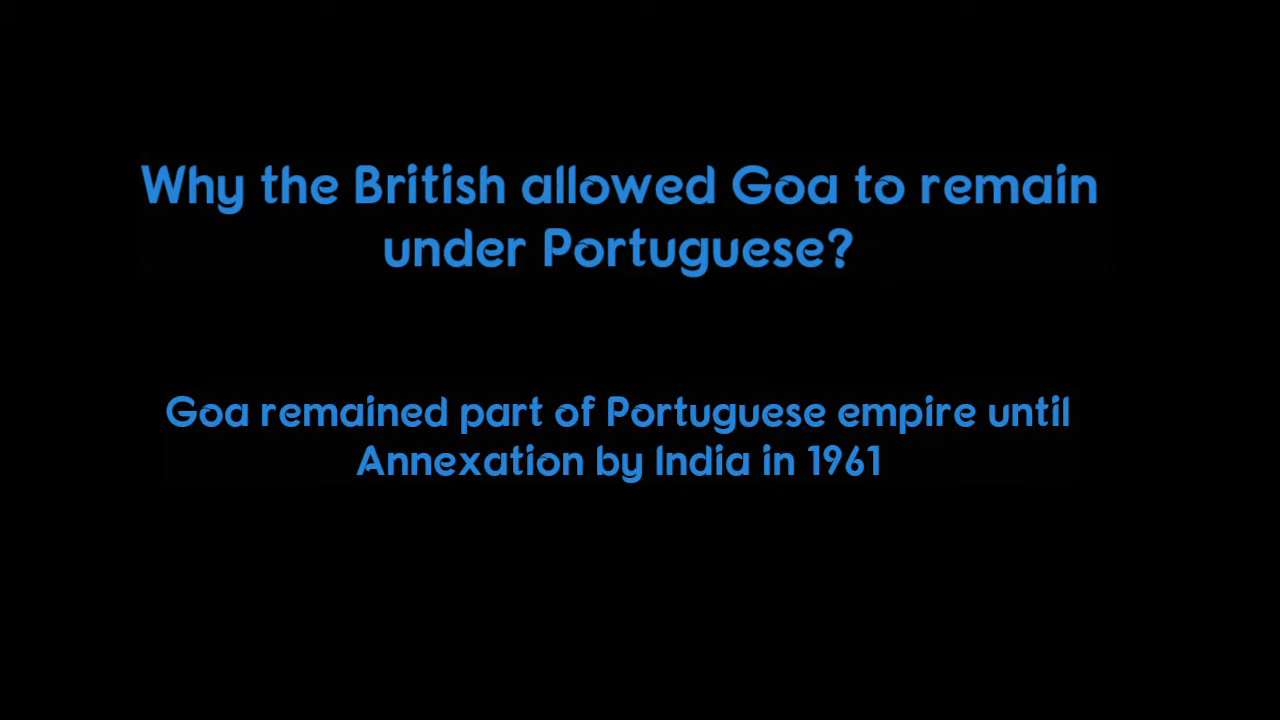 Why the British allowed Goa to remain
under Portuguese?
Goa remained part of Portuguese empire until
Annexation by India in 1961